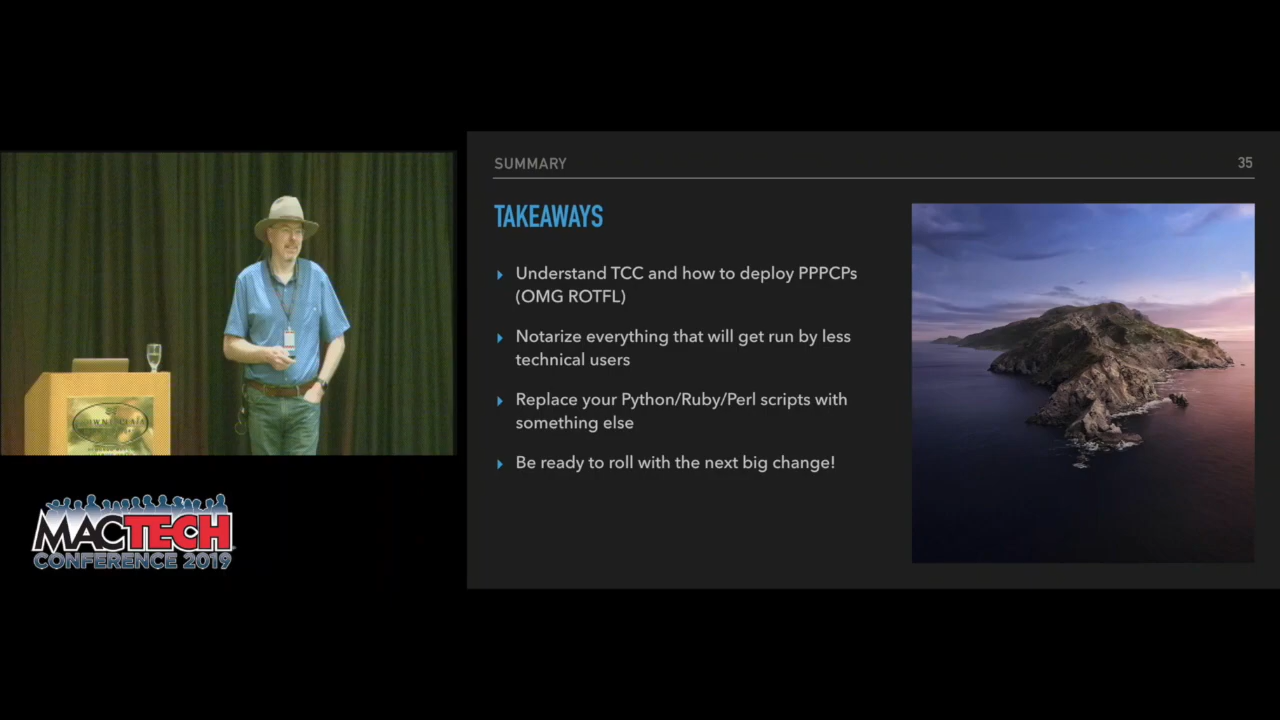 SUMMARY
35
TAKEAWAYS
Understand TCC and how to deploy PPPCPs
(OMG ROTFL)
Notarize everything that will get run by less
technical users
Replace your Python/Ruby/Perl scripts with
something else
Be ready to roll with the next big change!
MACTECH
CONFERENCE 2019